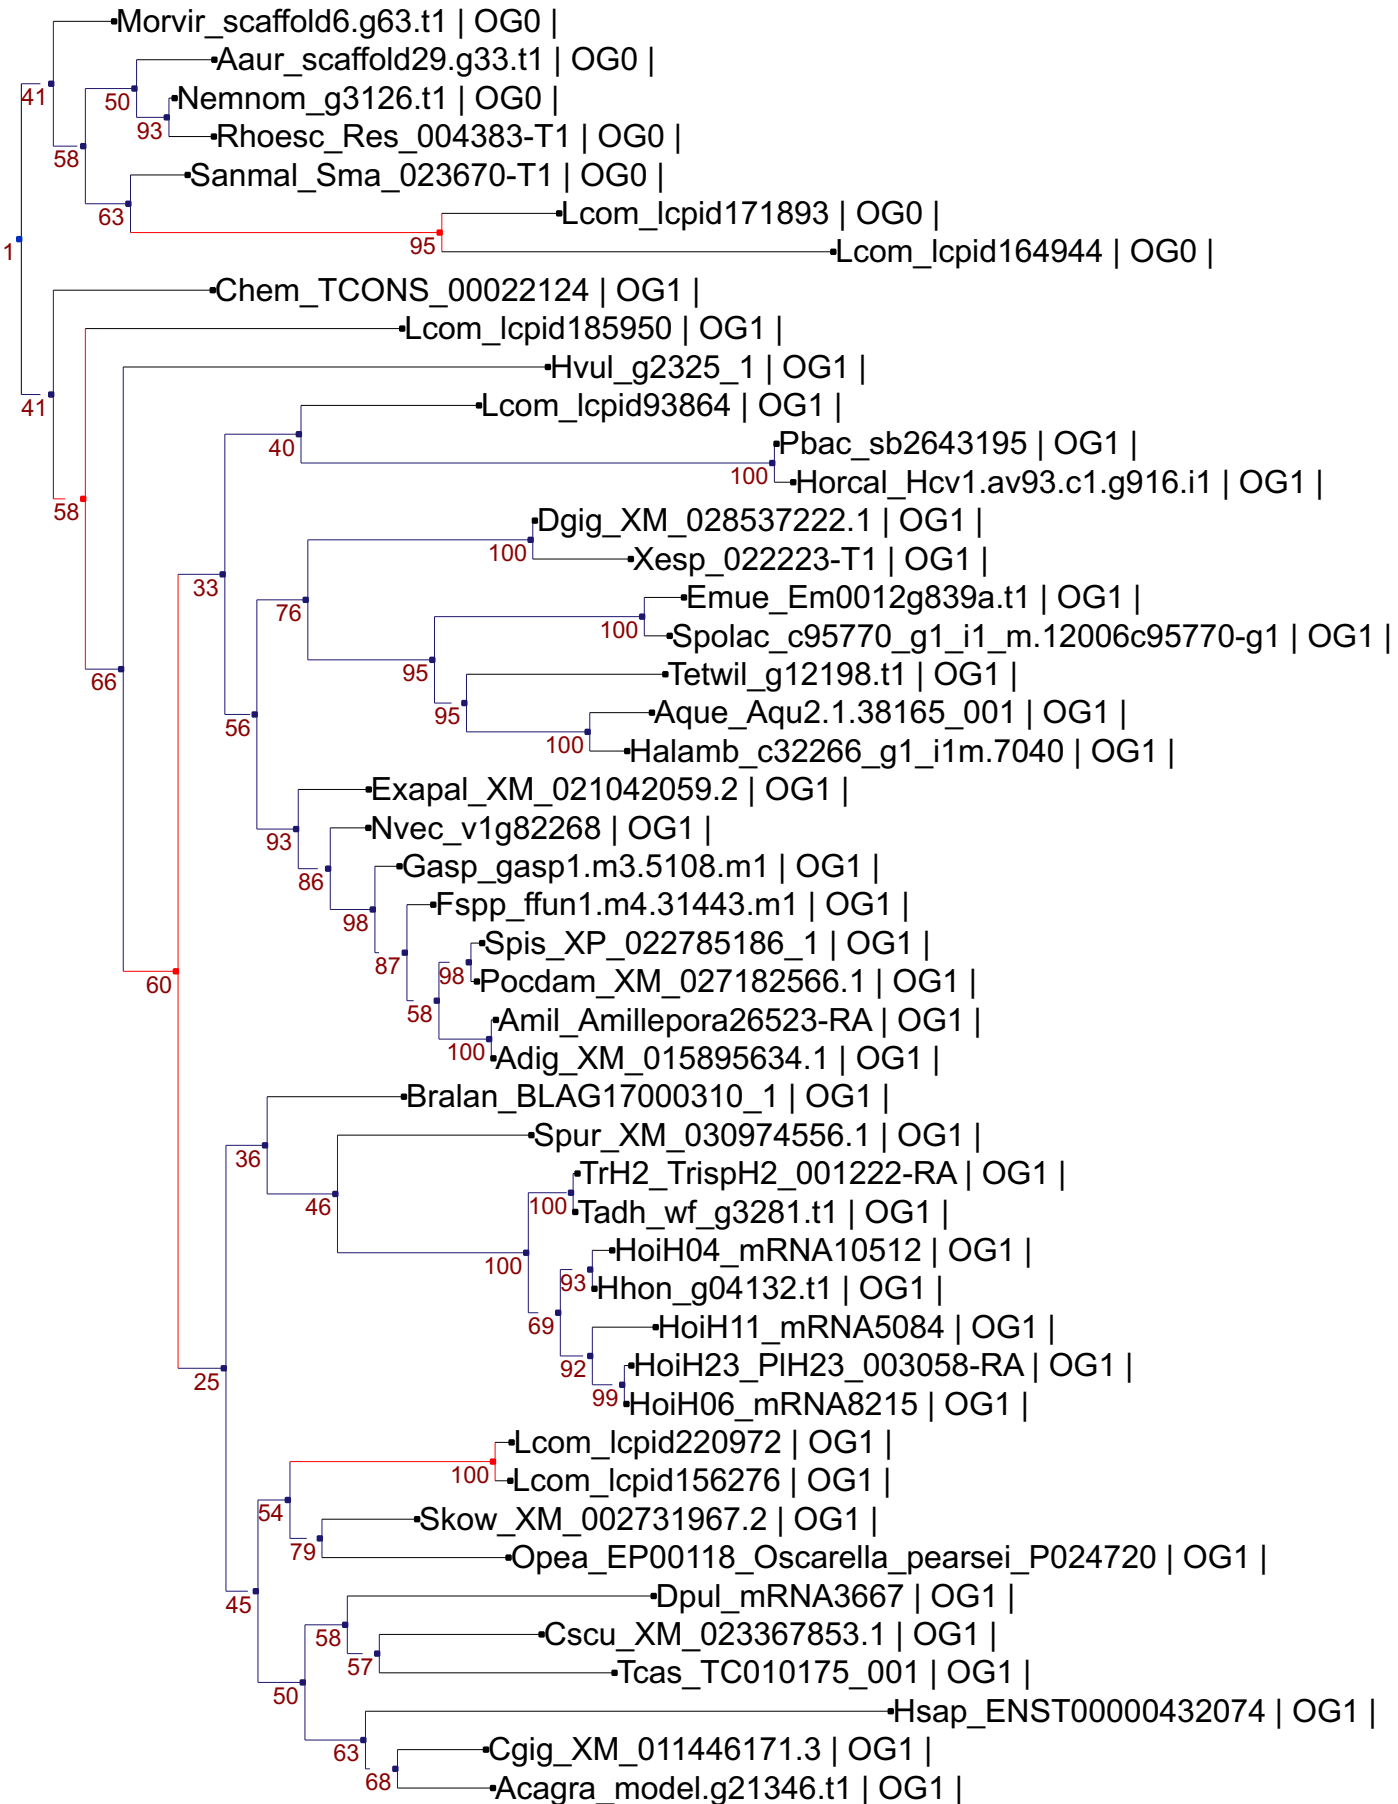 Morvir_scaffold6.g63.t1 | OG0 |
Aaur_scaffold29.g33.t1 | OG0 |
41
50
Nemnom_g3126.t1 | OG0 |
93
Rhoesc_Res_004383-T1 | OG0 |
58
Sanmal_Sma_023670-T1 | OG0 |
63
Lcom_lcpid171893 | OG0 |
1
95
Lcom_lcpid164944 | OG0 |
Chem_TCONS_00022124 | OG1 |
Lcom_lcpid185950 | OG1 |
Hvul_g2325_1 | OG1 |
41
Lcom_lcpid93864 | OG1 |
40
Pbac_sb2643195 | OG1 |
100
Horcal_Hcv1.av93.c1.g916.i1 | OG1 |
58
Dgig_XM_028537222.1 | OG1 |
100
Xesp_022223-T1 | OG1 |
33
Emue_Em0012g839a.t1 | OG1 |
76
100
Spolac_c95770_g1_i1_m.12006c95770-g1 | OG1 |
66
95
Tetwil_g12198.t1 | OG1 |
95
Aque_Aqu2.1.38165_001 | OG1 |
56
100
Halamb_c32266_g1_i1m.7040 | OG1 |
Exapal_XM_021042059.2 | OG1 |
93
Nvec_v1g82268 | OG1 |
86
Gasp_gasp1.m3.5108.m1 | OG1 |
98
Fspp_ffun1.m4.31443.m1 | OG1 |
87
Spis_XP_022785186_1 | OG1 |
60
98
Pocdam_XM_027182566.1 | OG1 |
58
Amil_Amillepora26523-RA | OG1 |
100
Adig_XM_015895634.1 | OG1 |
Bralan_BLAG17000310_1 | OG1 |
36
Spur_XM_030974556.1 | OG1 |
TrH2_TrispH2_001222-RA | OG1 |
46
100
Tadh_wf_g3281.t1 | OG1 |
100
HoiH04_mRNA10512 | OG1 |
93
Hhon_g04132.t1 | OG1 |
69
HoiH11_mRNA5084 | OG1 |
92
HoiH23_PlH23_003058-RA | OG1 |
25
99
HoiH06_mRNA8215 | OG1 |
Lcom_lcpid220972 | OG1 |
100
Lcom_lcpid156276 | OG1 |
54
Skow_XM_002731967.2 | OG1 |
79
Opea_EP00118_Oscarella_pearsei_P024720 | OG1 |
45
Dpul_mRNA3667 | OG1 |
58
Cscu_XM_023367853.1 | OG1 |
57
Tcas_TC010175_001 | OG1 |
50
Hsap_ENST00000432074 | OG1 |
63
Cgig_XM_011446171.3 | OG1 |
68
Acagra_model.g21346.t1 | OG1 |